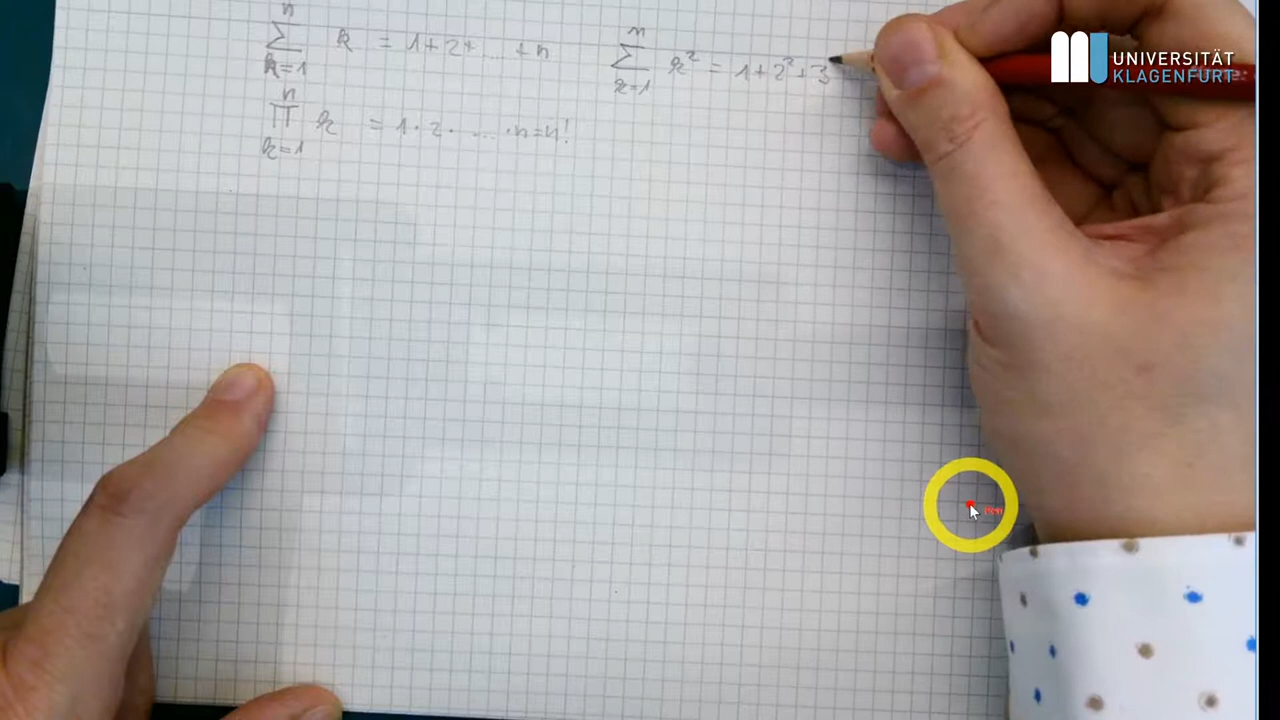 n
∑ k = 1+2+...+n
k=1
n
∏ k = 1·2·...·n=n!
k=1
n
∑ k² = 1+2²+3
k=1
UNIVERSITÄT
KLAGENFURT